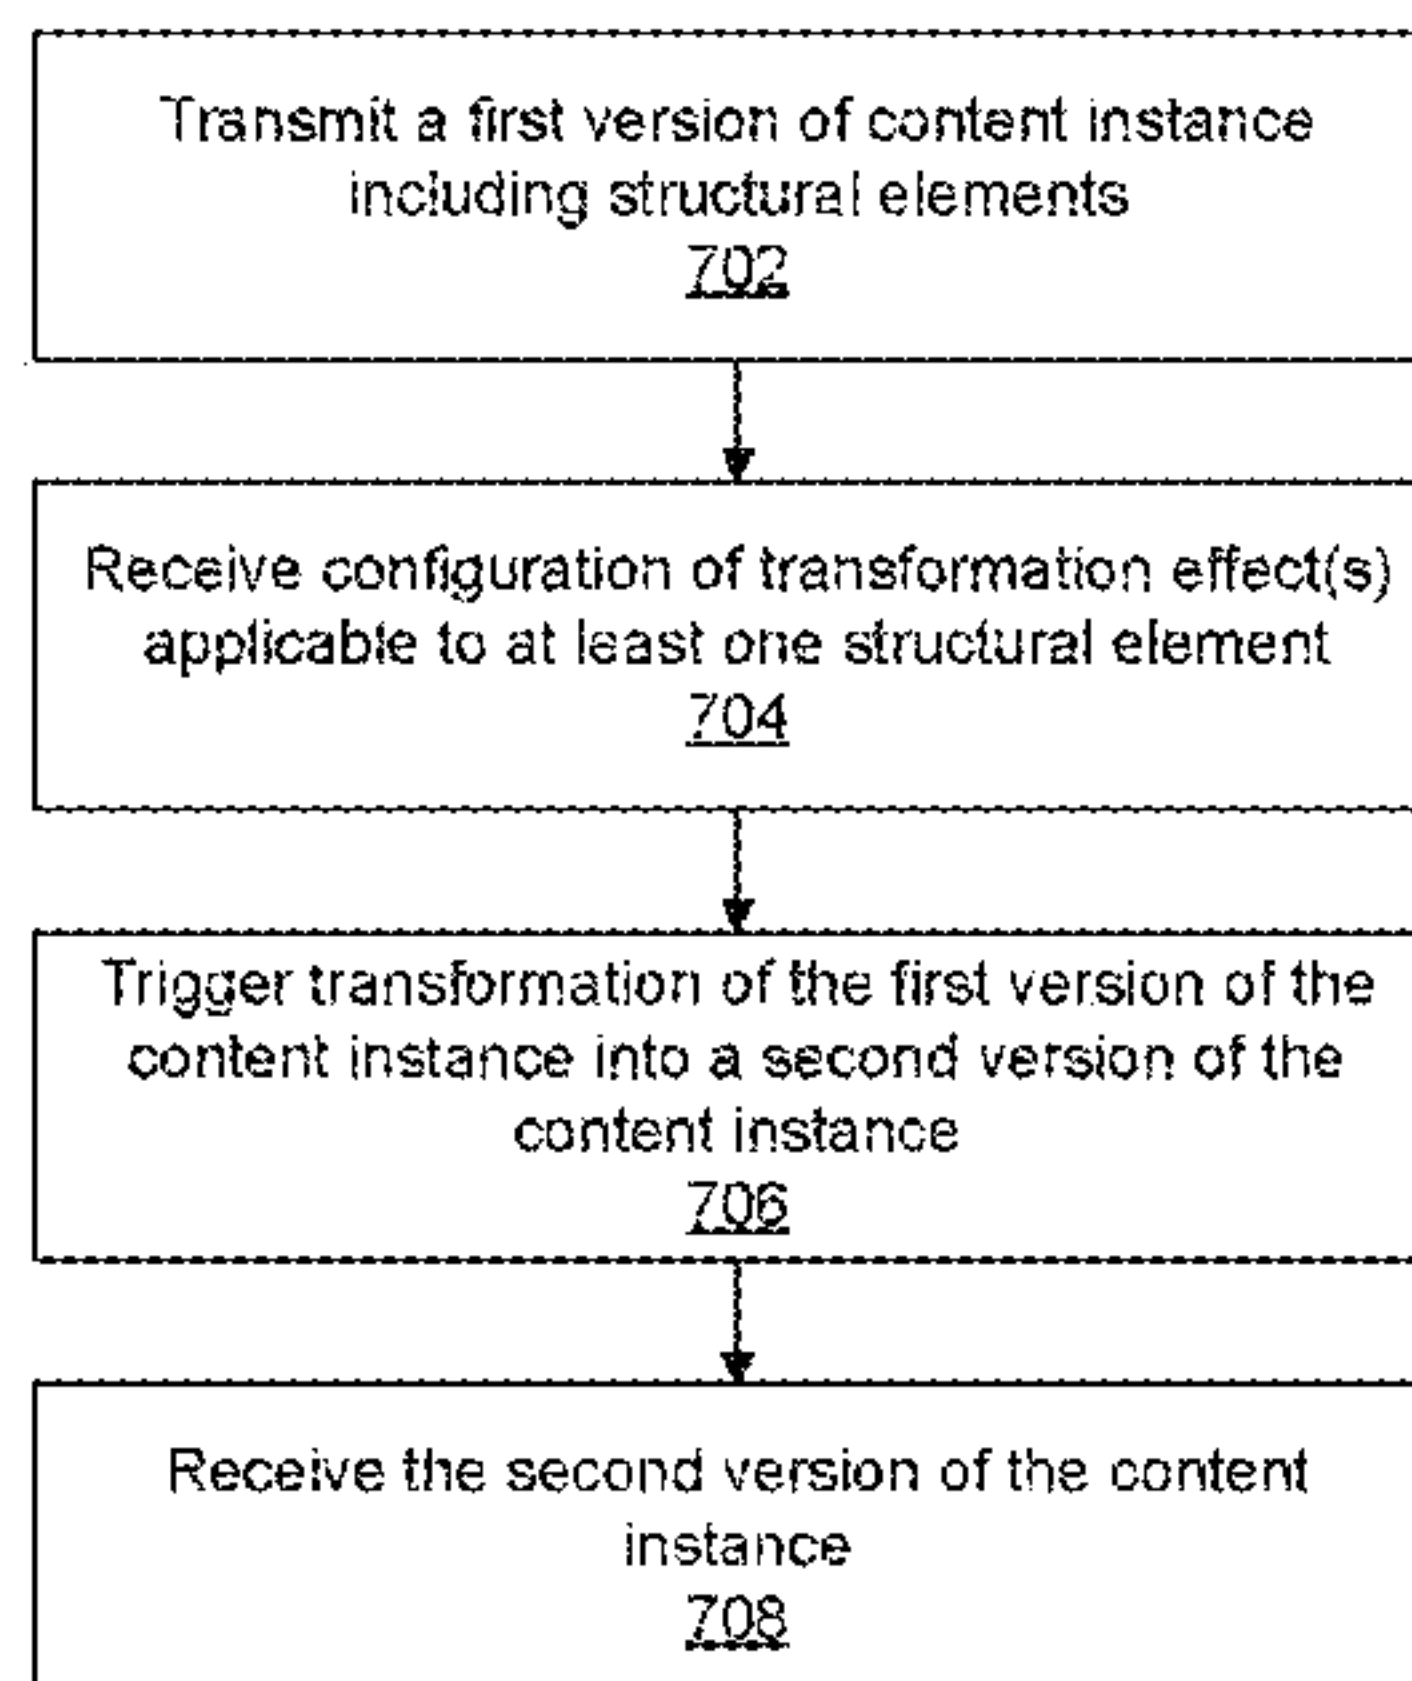 Transmit a first version of content instance
including structural elements
702
Receive configuration of transformation effect(s)
applicable to at least one structural element
704
Trigger transformation of the first version of the
content instance into a second version of the
content instance
706
Receive the second version of the content
instance
708